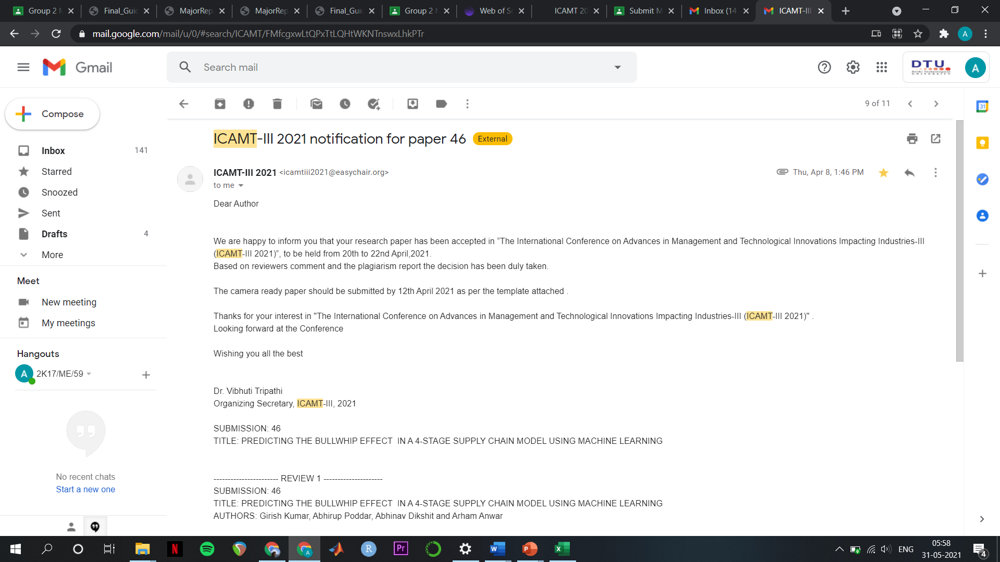 Group 2 M
Final_Guid
MajorRep
MajorRep
Final_Guid
Group 2 M
Web of Sc
ICAMT 20
Submit M
Inbox (14
ICAMT-III
mail.google.com/mail/u/0/#search/ICAMT/FMfcgxwLtQPxTtLQHtWKNTnswxLhkPTr
A
Gmail
Search mail
DTU
Delhi Technological
UNIVERSITY
A
Compose
9 of 11
31
Inbox 141
Starred
Snoozed
Sent
Drafts 4
More
Meet
New meeting
My meetings
Hangouts
A 2K17/ME/59
No recent chats
Start a new one
ICAMT-III 2021 notification for paper 46 External
ICAMT-III 2021 <icamtiii2021@easychair.org> Thu, Apr 8, 1:46 PM
to me
Dear Author
We are happy to inform you that your research paper has been accepted in “The International Conference on Advances in Management and Technological Innovations Impacting Industries-III
(ICAMT-III 2021)”, to be held from 20th to 22nd April,2021.
Based on reviewers comment and the plagiarism report the decision has been duly taken.
The camera ready paper should be submitted by 12th April 2021 as per the template attached .
Thanks for your interest in "The International Conference on Advances in Management and Technological Innovations Impacting Industries-III (ICAMT-III 2021)" .
Looking forward at the Conference
Wishing you all the best
Dr. Vibhuti Tripathi
Organizing Secretary, ICAMT-III, 2021
SUBMISSION: 46
TITLE: PREDICTING THE BULLWHIP EFFECT  IN A 4-STAGE SUPPLY CHAIN MODEL USING MACHINE LEARNING
----------------------- REVIEW 1 ---------------------
SUBMISSION: 46
TITLE: PREDICTING THE BULLWHIP EFFECT  IN A 4-STAGE SUPPLY CHAIN MODEL USING MACHINE LEARNING
AUTHORS: Girish Kumar, Abhirup Poddar, Abhinav Dikshit and Arham Anwar
N
A
R
Pr
W
P
X
ENG
05:58
31-05-2021
4